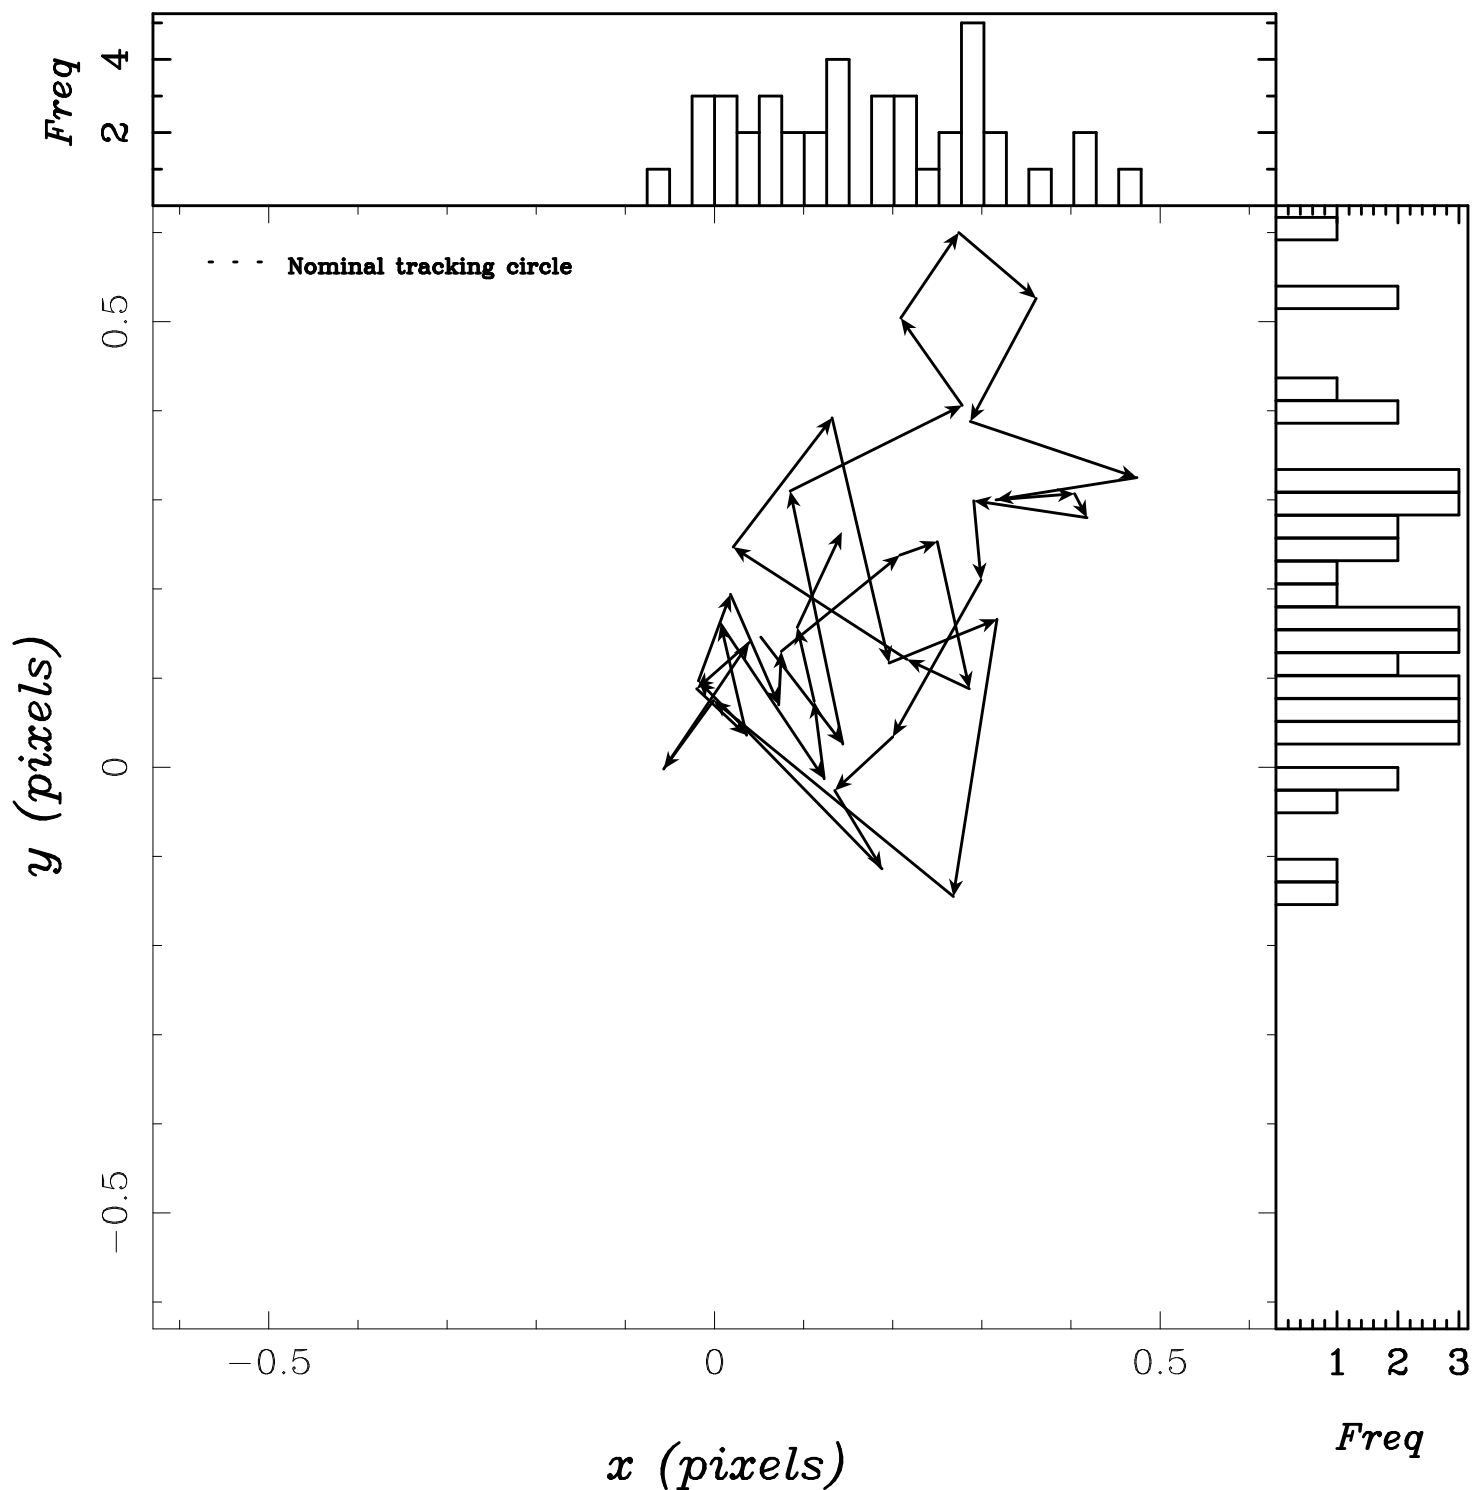 Freq
4
2
Nominal tracking circle
0.5
0
−0.5
y (pixels)
−0.5 0 0.5
1 2 3
x (pixels)
Freq